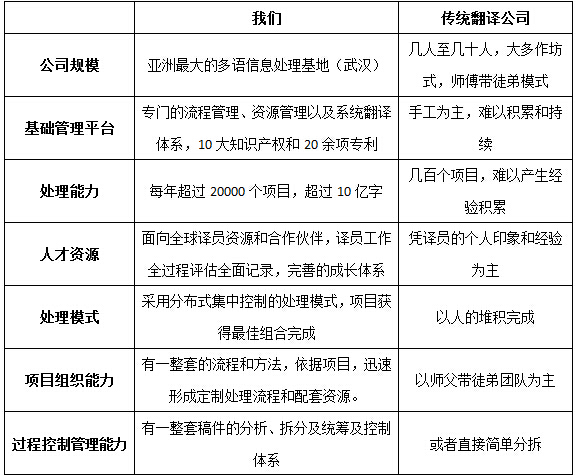 我们 传统翻译公司
公司规模 亚洲最大的多语信息处理基地（武汉） 几人至几十人，大多作坊
式，师傅带徒弟模式
基础管理平台 专门的流程管理、资源管理以及系统翻译
体系，10 大知识产权和 20 余项专利 手工为主，难以积累和持
续
处理能力 每年超过 20000 个项目，超过 10 亿字 几百个项目，难以产生经
验积累
人才资源 面向全球译员资源和合作伙伴，译员工作
全过程评估全面记录，完善的成长体系 凭译员的个人印象和经验
为主
处理模式 采用分布式集中控制的处理模式，项目获
得最佳组合完成 以人的堆积完成
项目组织能力 有一整套的流程和方法，依据项目，迅速
形成定制处理流程和配套资源。 以师父带徒弟团队为主
过程控制管理能力 有一整套稿件的分析、拆分及统筹及控制
体系 或者直接简单分拆